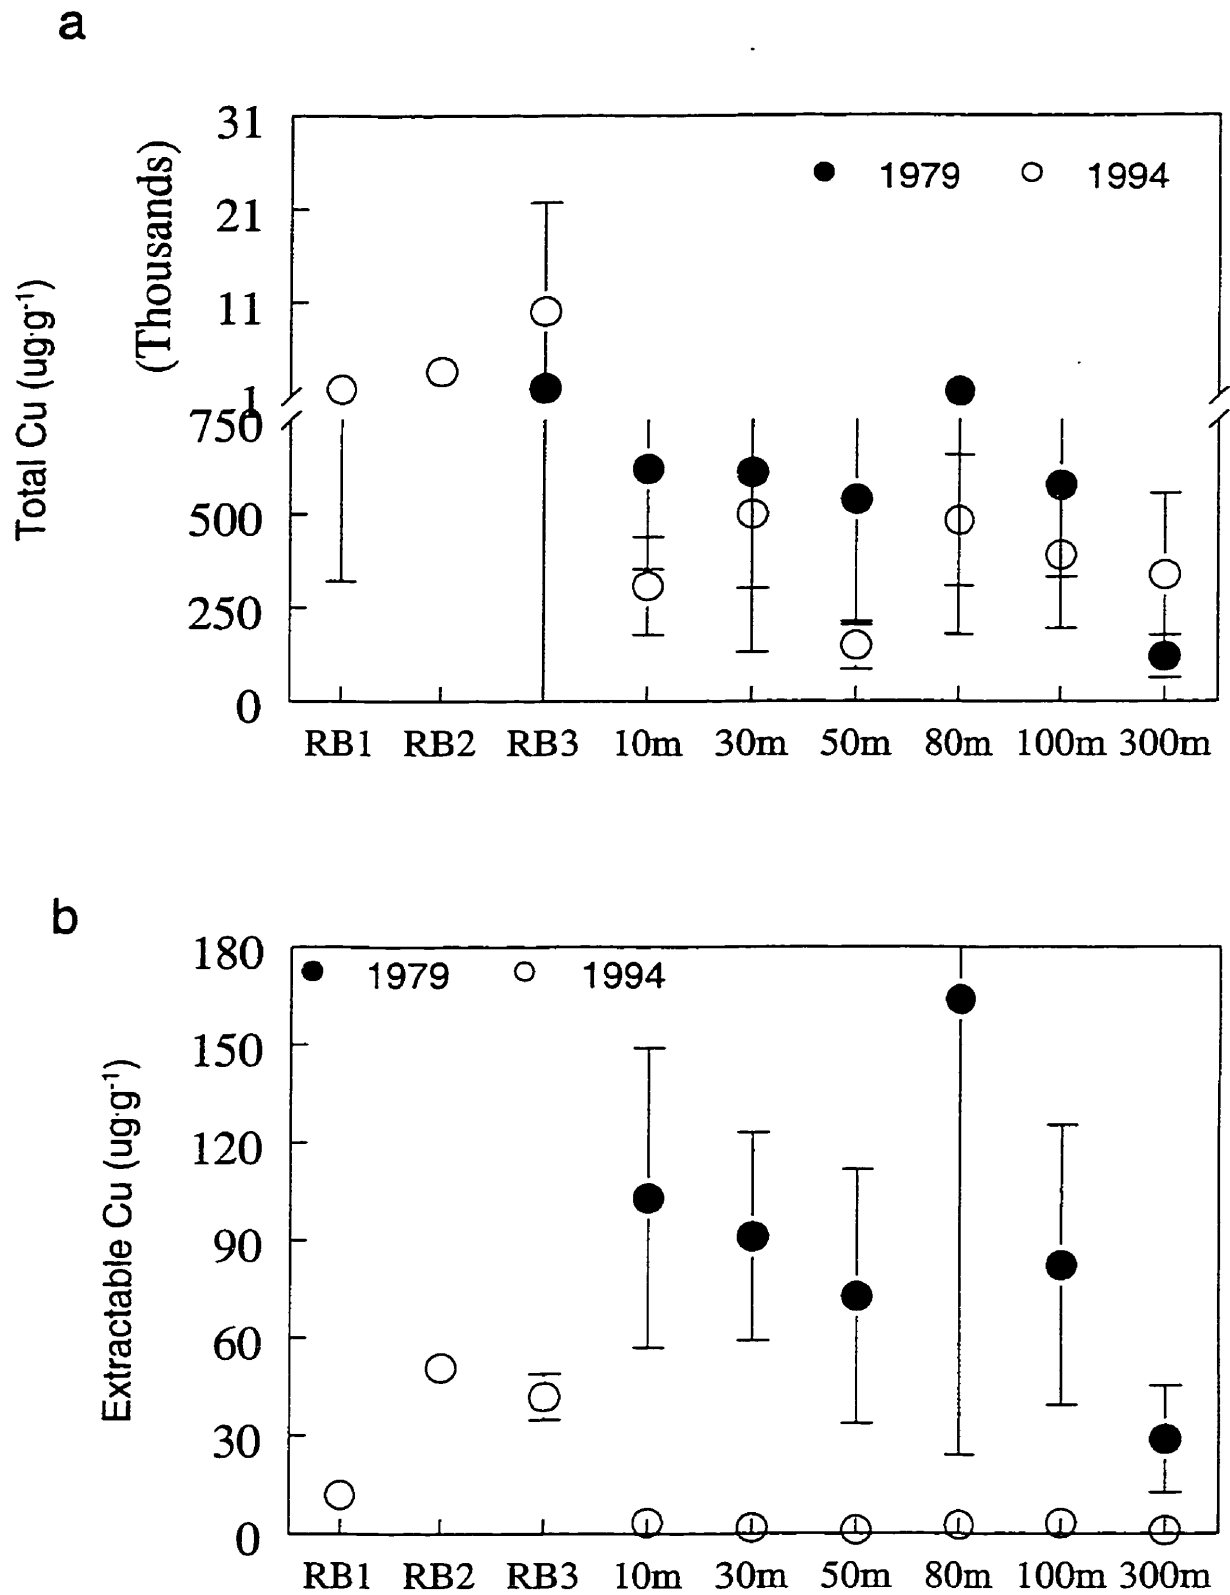 a
Total Cu (ug·g-1)
(Thousands)
31
21
11
1
750
500
250
0
1979 1994
RB1 RB2 RB3 10m 30m 50m 80m 100m 300m
b
Extractable Cu (ug·g-1)
180
150
120
90
60
30
0
1979 1994
RB1 RB2 RB3 10m 30m 50m 80m 100m 300m